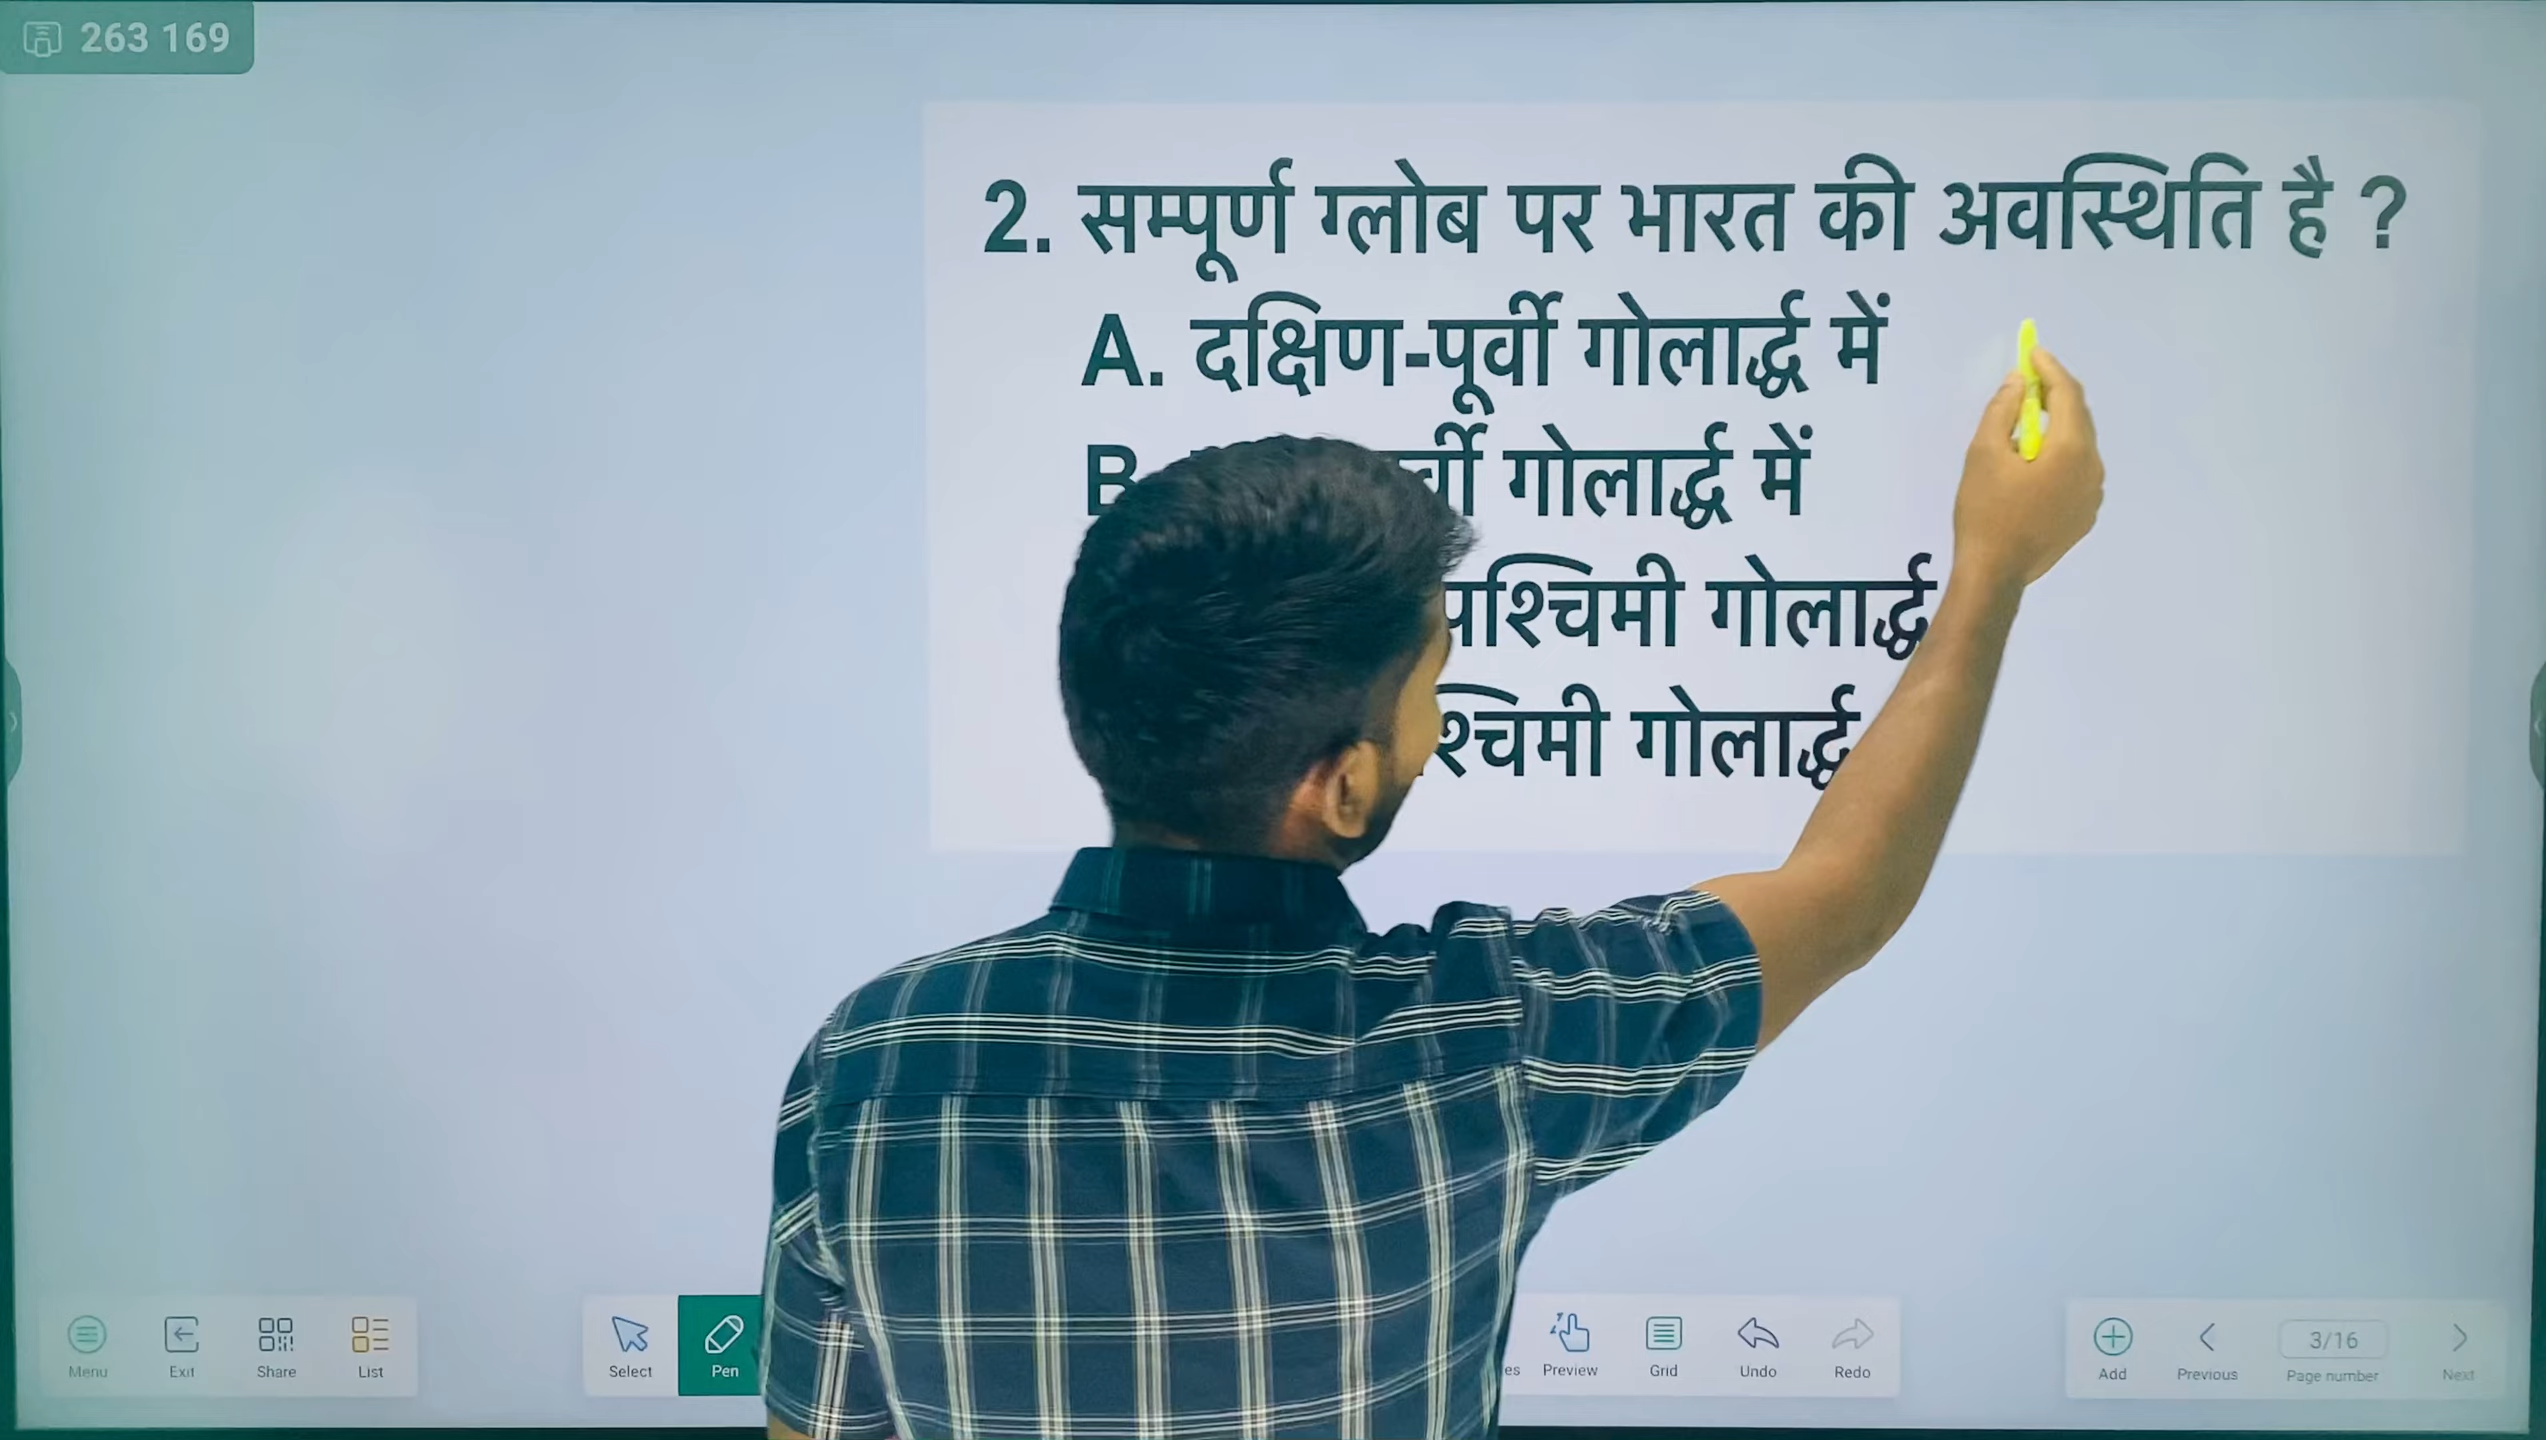 263 169
2. सम्पूर्ण ग्लोब पर भारत की अवस्थिति है ?
A. दक्षिण-पूर्वी गोलार्द्ध में
B गोलार्द्ध में
पश्चिमी गोलार्द्ध
गोलार्द्ध
Menu Exit Share List Select Pen Preview Grid Undo Redo Add Previous 3/16 Page number Next